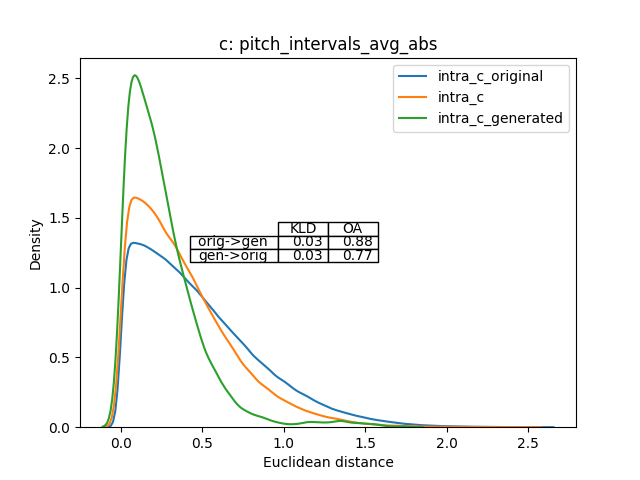 c: pitch_intervals_avg_abs
intra_c_original
intra_c
intra_c_generated
KLD OA
orig->gen 0.03 0.88
gen->orig 0.03 0.77
Density
2.5
2.0
1.5
1.0
0.5
0.0
0.0 0.5 1.0 1.5 2.0 2.5
Euclidean distance